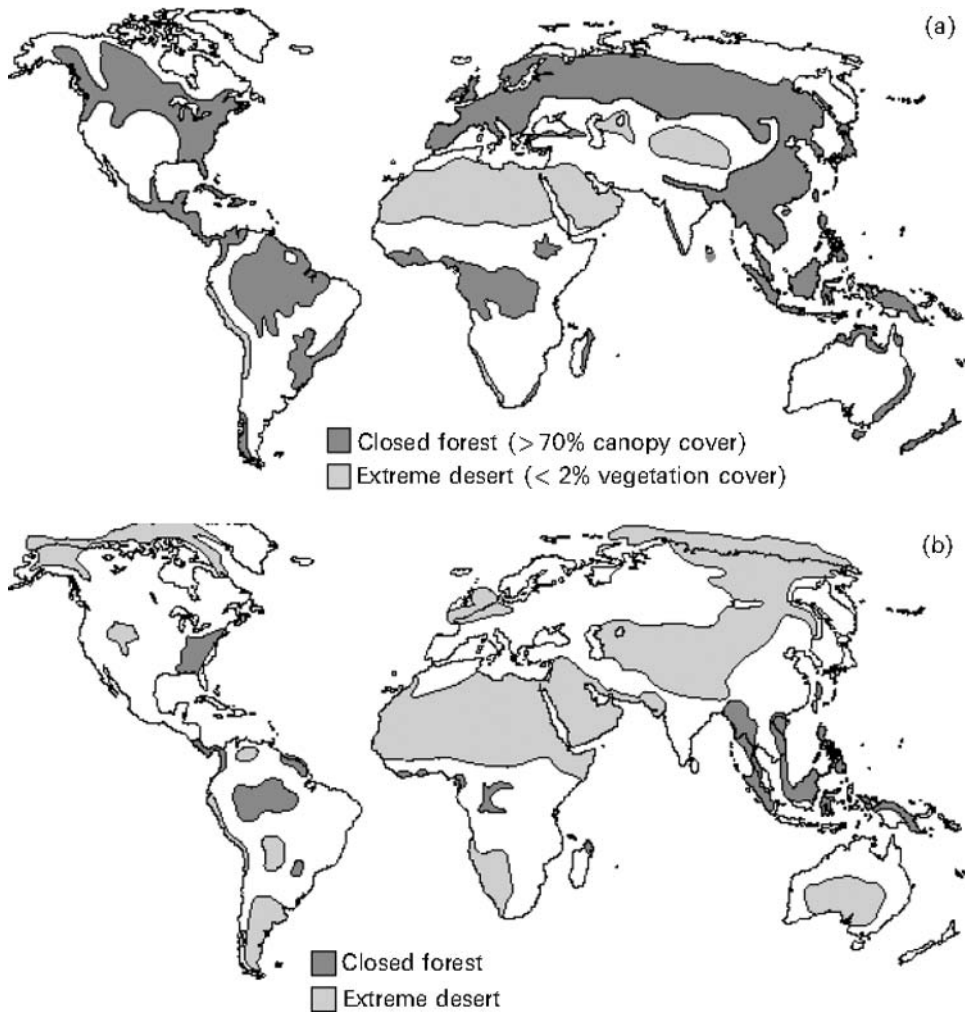 (a)
Closed forest (> 70% canopy cover)
Extreme desert (< 2% vegetation cover)
(b)
Closed forest
Extreme desert